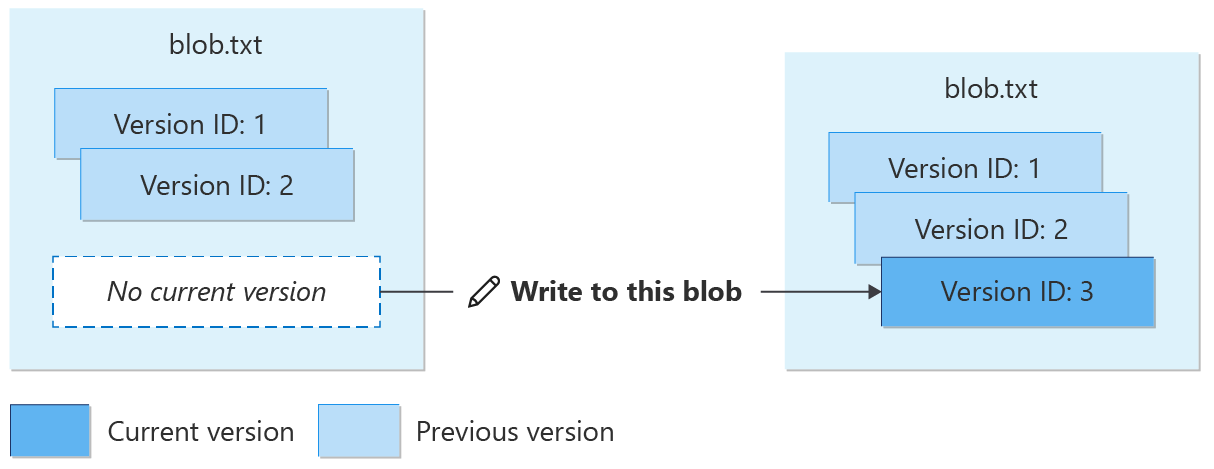 blob.txt
Version ID: 1
Version ID: 2
No current version
Write to this blob
blob.txt
Version ID: 1
Version ID: 2
Version ID: 3
Current version
Previous version